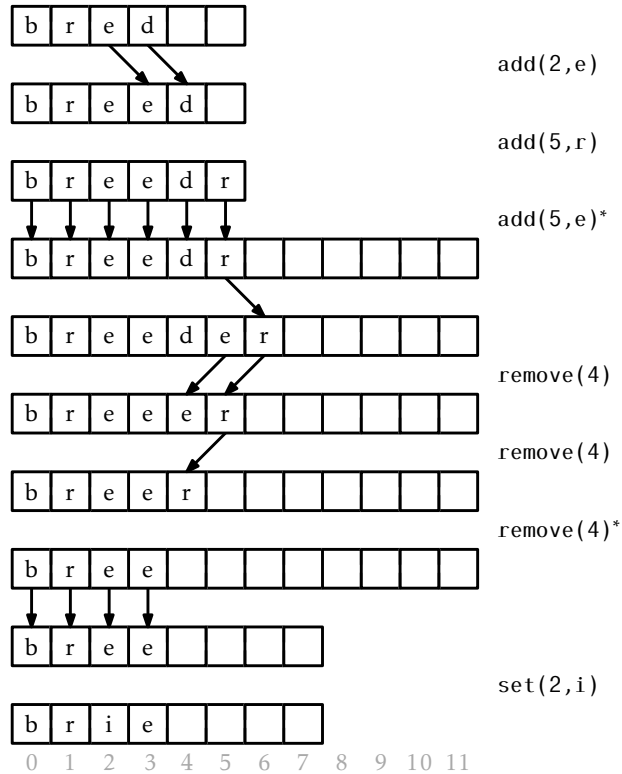 b r e d
add(2,e)
b r e e d
add(5,r)
b r e e d r
add(5,e)*
b r e e d r
b r e e d e r
remove(4)
b r e e e r
remove(4)
b r e e r
remove(4)*
b r e e
b r e e
set(2,i)
b r i e
0 1 2 3 4 5 6 7 8 9 10 11